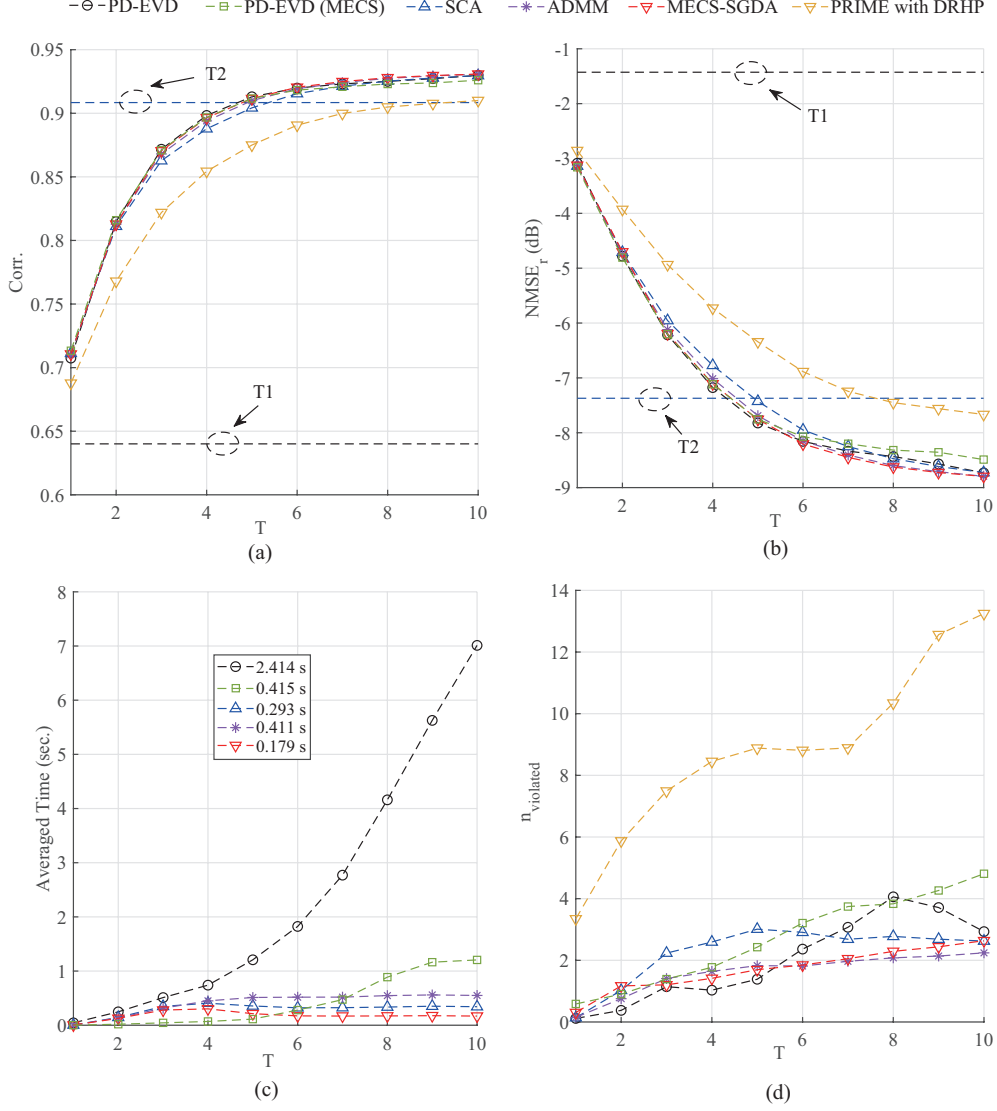 PD-EVD PD-EVD (MECS) SCA ADMM MECS-SGDA PRIME with DRHP
0.95
0.9
0.85
0.8
0.75
0.7
0.65
0.6
Corr.
T2
T1
2 4 6 8 10
T
(a)
-1
-2
-3
-4
-5
-6
-7
-8
-9
NMSE_r (dB)
T1
T2
2 4 6 8 10
T
(b)
8
7
6
5
4
3
2
1
0
Averaged Time (sec.)
2.414 s
0.415 s
0.293 s
0.411 s
0.179 s
2 4 6 8 10
T
(c)
14
12
10
8
6
4
2
0
n_violated
2 4 6 8 10
T
(d)